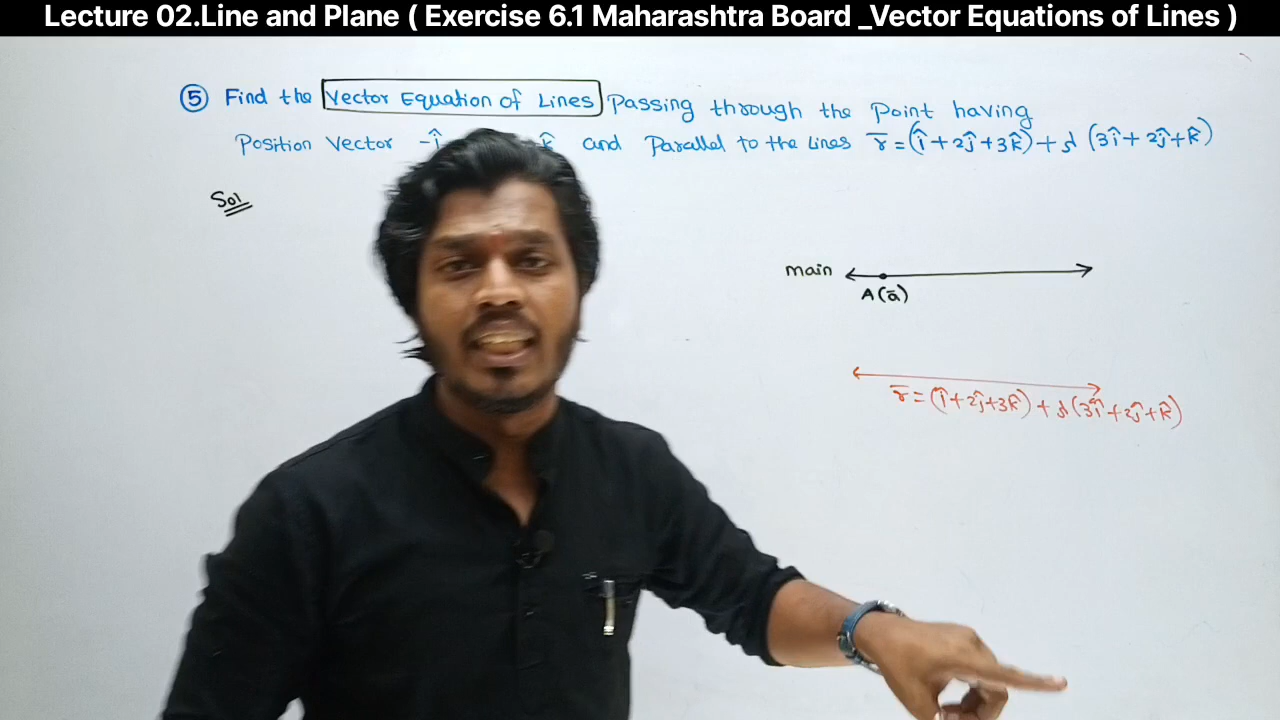 Lecture 02.Line and Plane ( Exercise 6.1 Maharashtra Board _Vector Equations of Lines )
⑤ Find the Vector Equation of Lines Passing through the Point having
Position Vector -î k̂ and Parallel to the Lines r̄ = (î + 2ĵ + 3k̂) + λ (3î + 2ĵ + k̂)
Sol
main
A(ā)
r̄ = (î + 2ĵ + 3k̂) + λ (3î + 2ĵ + k̂)